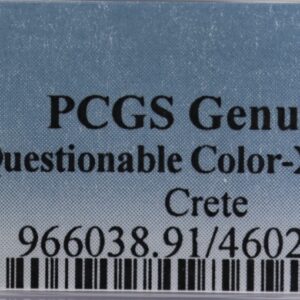 PCGS Genu
Questionable Color-X
Crete
966038.91/4602